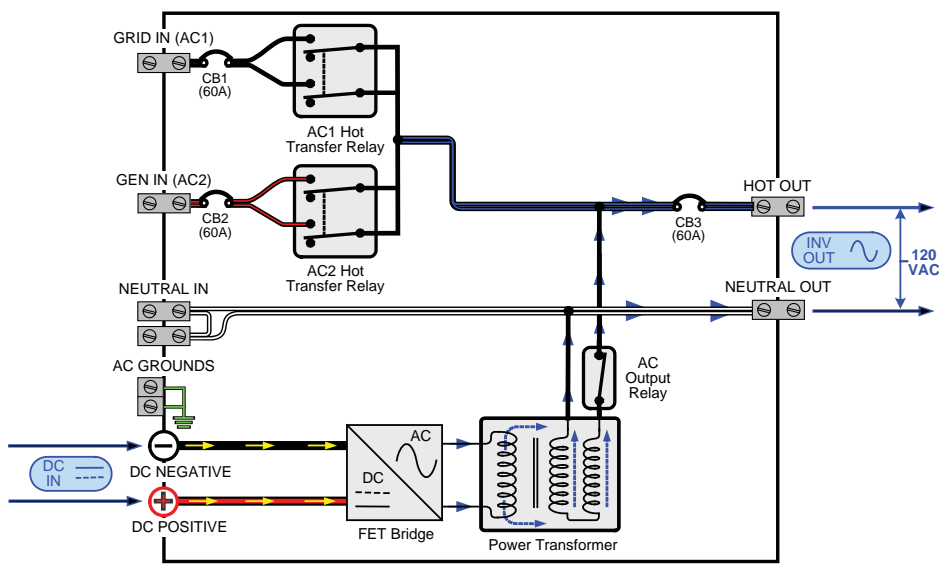 GRID IN (AC1)
CB1
(60A)
AC1 Hot
Transfer Relay
GEN IN (AC2)
CB2
(60A)
AC2 Hot
Transfer Relay
HOT OUT
CB3
(60A)
INV
OUT
120
VAC
NEUTRAL IN
NEUTRAL OUT
AC GROUNDS
AC
Output
Relay
DC
IN
DC NEGATIVE
DC POSITIVE
AC
DC
FET Bridge
Power Transformer